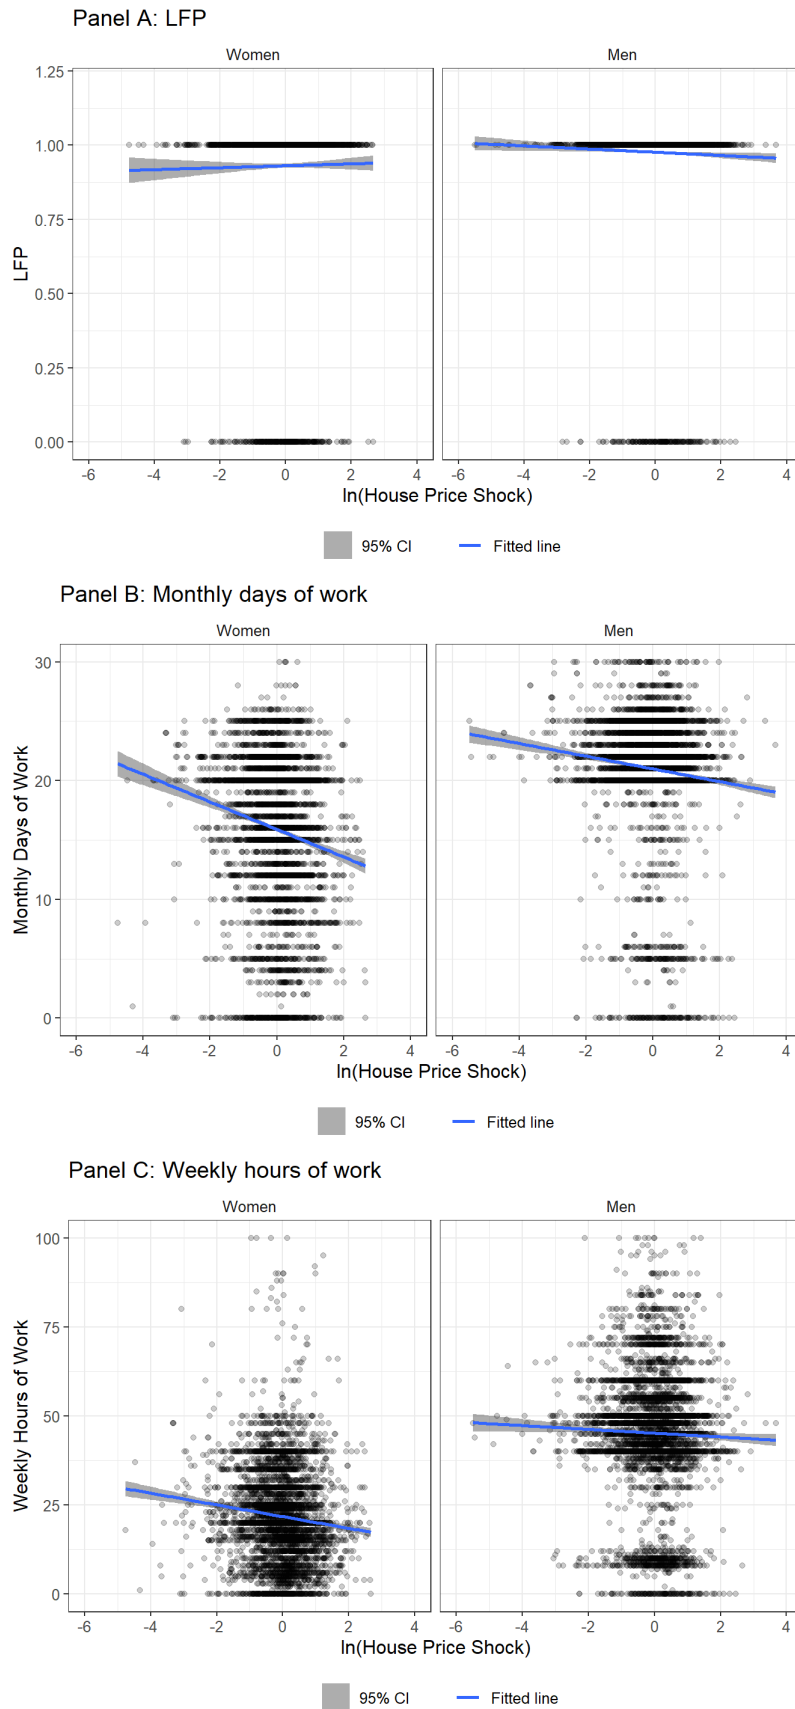 Panel A: LFP
Women Men
1.25
1.00
0.75
0.50
0.25
0.00
LFP
-6 -4 -2 0 2 4 -6 -4 -2 0 2 4
ln(House Price Shock)
95% CI Fitted line
Panel B: Monthly days of work
Women Men
30
20
10
0
Monthly Days of Work
-6 -4 -2 0 2 4 -6 -4 -2 0 2 4
ln(House Price Shock)
95% CI Fitted line
Panel C: Weekly hours of work
Women Men
100
75
50
25
0
Weekly Hours of Work
-6 -4 -2 0 2 4 -6 -4 -2 0 2 4
ln(House Price Shock)
95% CI Fitted line